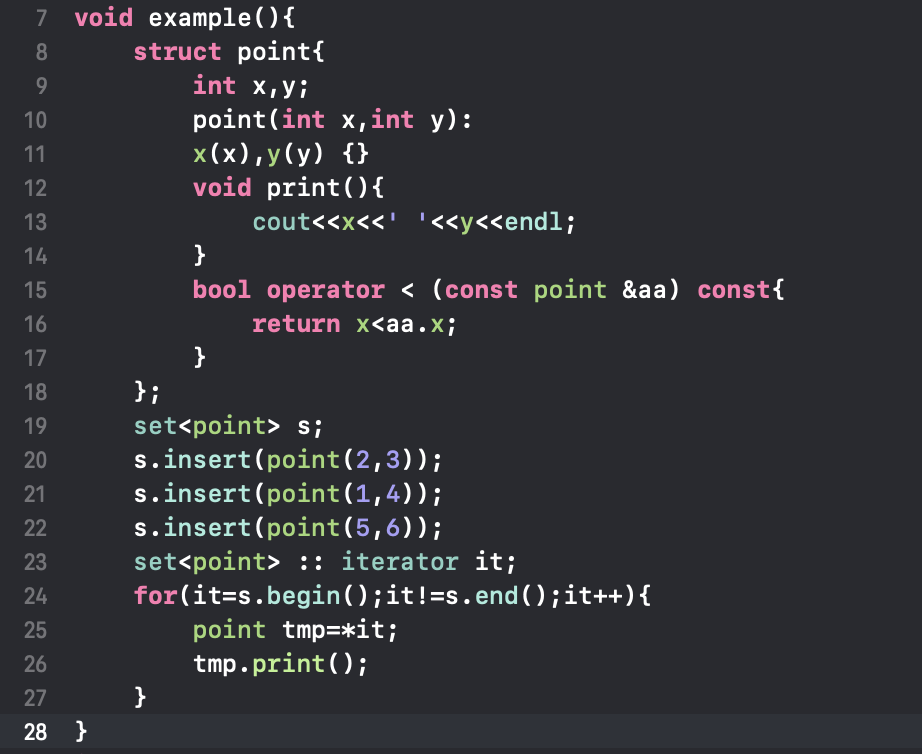 7 void example(){
8     struct point{
9         int x,y;
10         point(int x,int y):
11         x(x),y(y) {}
12         void print(){
13             cout<<x<<' '<<y<<endl;
14         }
15         bool operator < (const point &aa) const{
16             return x<aa.x;
17         }
18     };
19     set<point> s;
20     s.insert(point(2,3));
21     s.insert(point(1,4));
22     s.insert(point(5,6));
23     set<point> :: iterator it;
24     for(it=s.begin();it!=s.end();it++){
25         point tmp=*it;
26         tmp.print();
27     }
28 }